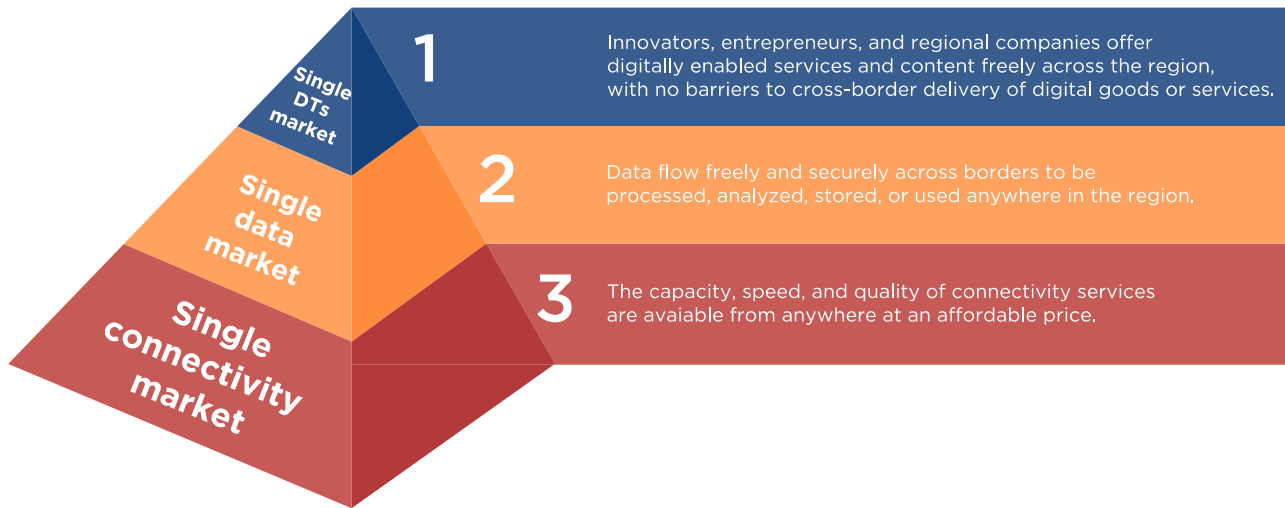 Single
DTs
market
1
Innovators, entrepreneurs, and regional companies offer
digitally enabled services and content freely across the region,
with no barriers to cross-border delivery of digital goods or services.
Single
data
market
2
Data flow freely and securely across borders to be
processed, analyzed, stored, or used anywhere in the region.
Single
connectivity
market
3
The capacity, speed, and quality of connectivity services
are avaiable from anywhere at an affordable price.